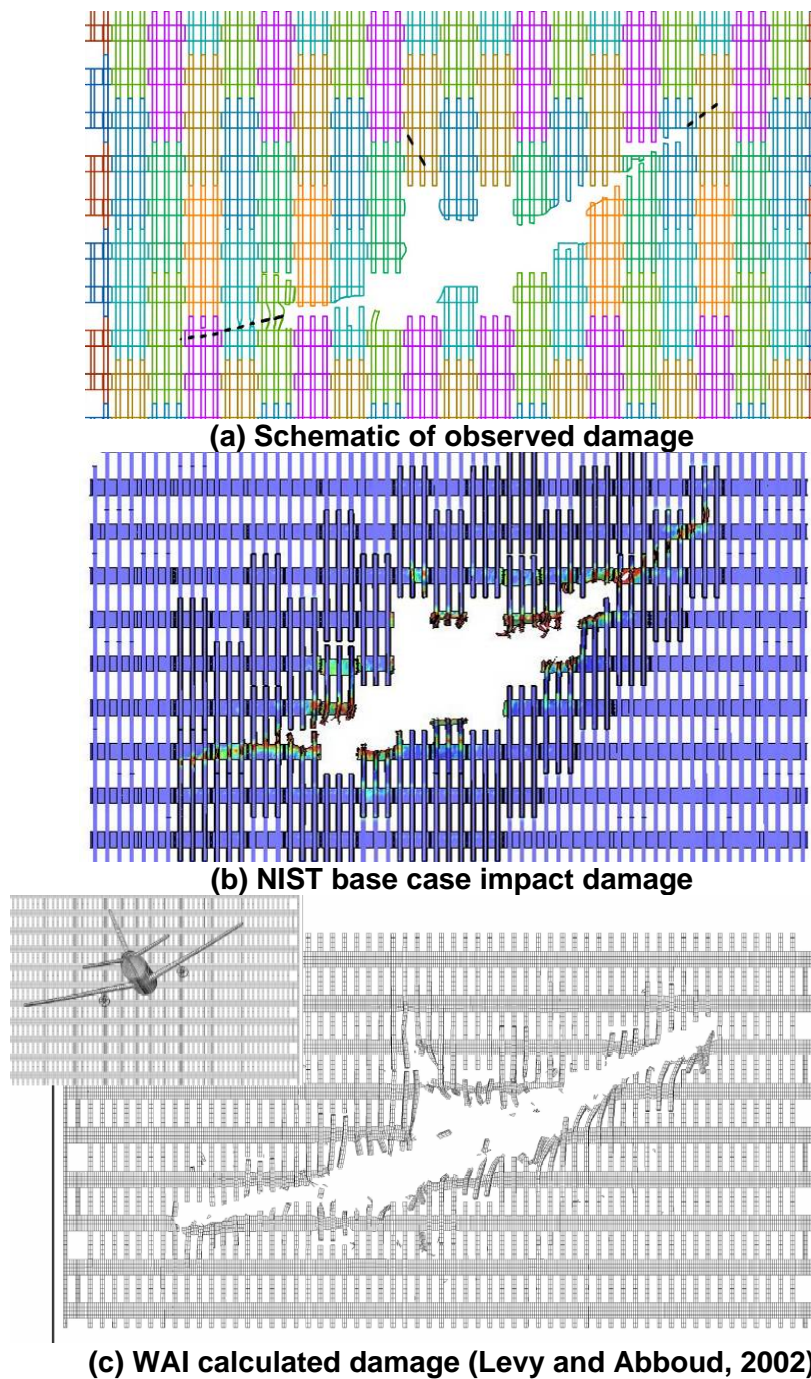 (a) Schematic of observed damage
(b) NIST base case impact damage
(c) WAI calculated damage (Levy and Abboud, 2002)